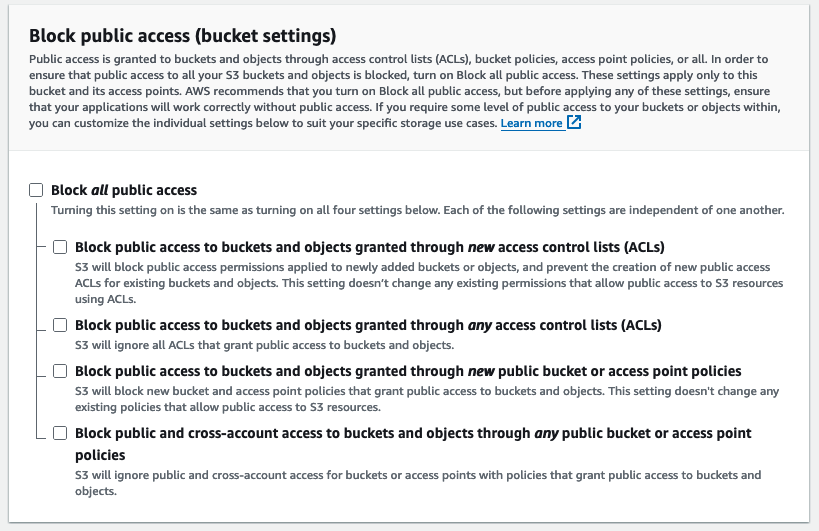 Block public access (bucket settings)
Public access is granted to buckets and objects through access control lists (ACLs), bucket policies, access point policies, or all. In order to
ensure that public access to all your S3 buckets and objects is blocked, turn on Block all public access. These settings apply only to this
bucket and its access points. AWS recommends that you turn on Block all public access, but before applying any of these settings, ensure
that your applications will work correctly without public access. If you require some level of public access to your buckets or objects within,
you can customize the individual settings below to suit your specific storage use cases. Learn more
Block all public access
Turning this setting on is the same as turning on all four settings below. Each of the following settings are independent of one another.
Block public access to buckets and objects granted through new access control lists (ACLs)
S3 will block public access permissions applied to newly added buckets or objects, and prevent the creation of new public access
ACLs for existing buckets and objects. This setting doesn’t change any existing permissions that allow public access to S3 resources
using ACLs.
Block public access to buckets and objects granted through any access control lists (ACLs)
S3 will ignore all ACLs that grant public access to buckets and objects.
Block public access to buckets and objects granted through new public bucket or access point policies
S3 will block new bucket and access point policies that grant public access to buckets and objects. This setting doesn't change any
existing policies that allow public access to S3 resources.
Block public and cross-account access to buckets and objects through any public bucket or access point
policies
S3 will ignore public and cross-account access for buckets or access points with policies that grant public access to buckets and
objects.